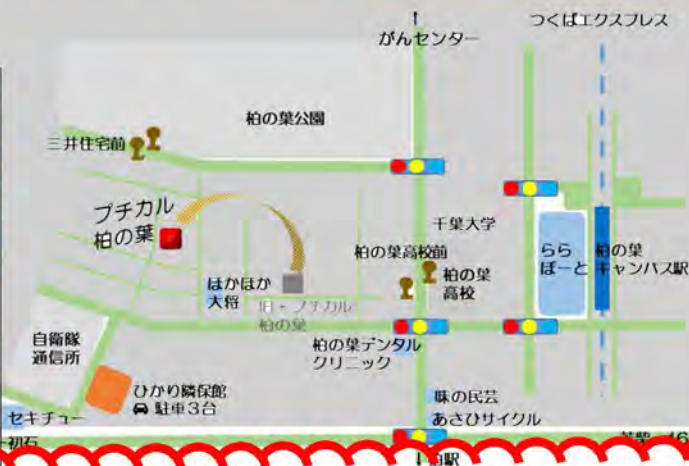 つくばエクスプレス
がんセンター
柏の葉公園
三井住宅前
プチカル
柏の葉
千葉大学
柏の葉高校前
柏の葉
高校
らら
ぽーと
柏の葉
キャンパス駅
ほかほか
大将
旧・プチカル
柏の葉
自衛隊
通信所
柏の葉デンタル
クリニック
ひかり隣保館
駐車3台
味の民芸
あさひサイクル
セキチュー
初石